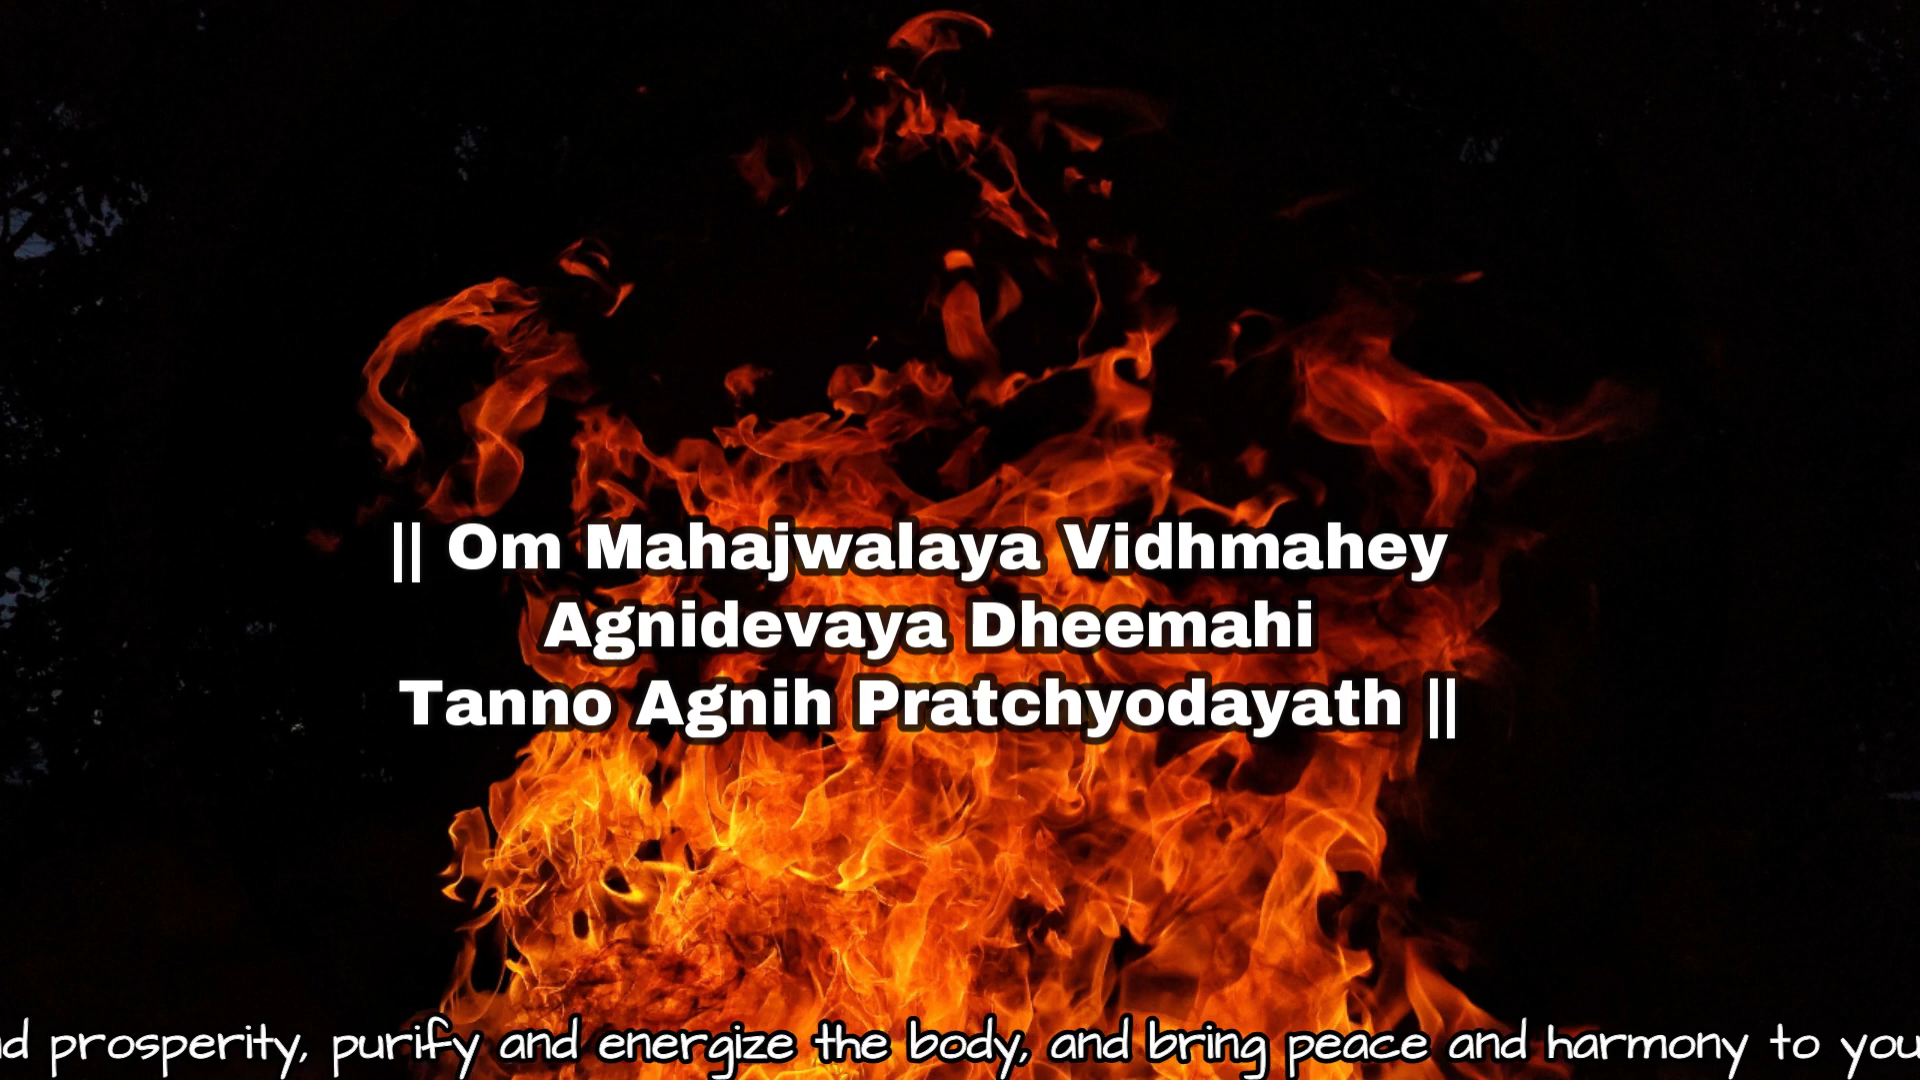 || Om Mahajwalaya Vidhmahey
Agnidevaya Dheemahi
Tanno Agnih Pratchyodayath ||
prosperity, purify and energize the body, and bring peace and harmony to